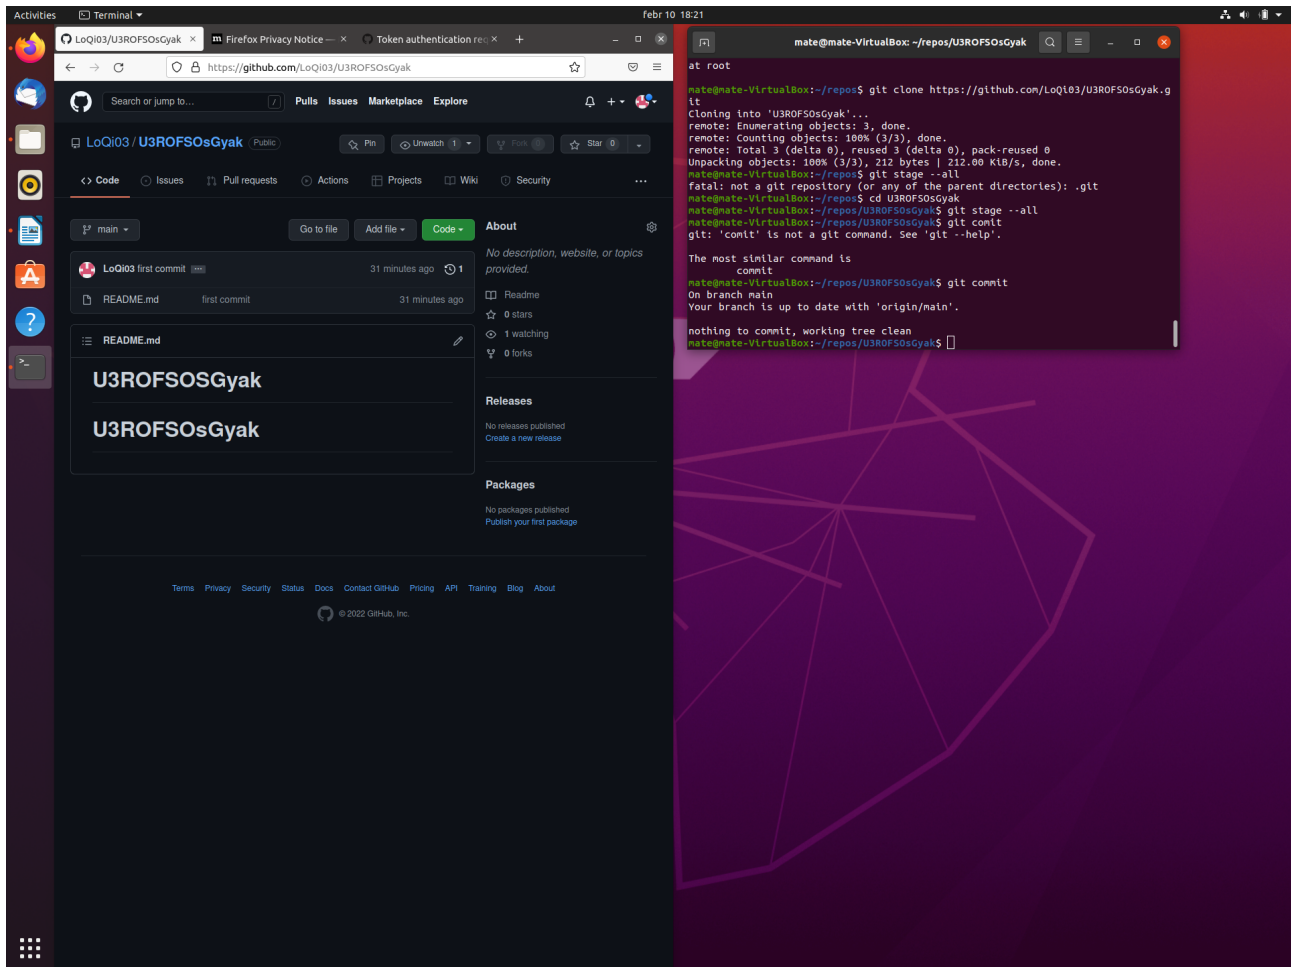 Activities
Terminal
febr 10 18:21
LoQi03/U3ROFSOsGyak
Firefox Privacy Notice —
Token authentication req
https://github.com/LoQi03/U3ROFSOsGyak
Search or jump to...
/
Pulls Issues Marketplace Explore
LoQi03 / U3ROFSOsGyak Public
Pin
Unwatch 1
Fork 0
Star 0
Code
Issues
Pull requests
Actions
Projects
Wiki
Security
main
Go to file
Add file
Code
LoQi03 first commit
31 minutes ago
1
README.md
first commit
31 minutes ago
README.md
U3ROFSOSGyak
U3ROFSOsGyak
About
No description, website, or topics
provided.
Readme
0 stars
1 watching
0 forks
Releases
No releases published
Create a new release
Packages
No packages published
Publish your first package
Terms Privacy Security Status Docs Contact GitHub Pricing API Training Blog About
© 2022 GitHub, Inc.
mate@mate-VirtualBox: ~/repos/U3ROFSOsGyak
at root
mate@mate-VirtualBox:~/repos$ git clone https://github.com/LoQi03/U3ROFSOsGyak.g
it
Cloning into 'U3ROFSOsGyak'...
remote: Enumerating objects: 3, done.
remote: Counting objects: 100% (3/3), done.
remote: Total 3 (delta 0), reused 3 (delta 0), pack-reused 0
Unpacking objects: 100% (3/3), 212 bytes | 212.00 KiB/s, done.
mate@mate-VirtualBox:~/repos$ git stage --all
fatal: not a git repository (or any of the parent directories): .git
mate@mate-VirtualBox:~/repos$ cd U3ROFSOsGyak
mate@mate-VirtualBox:~/repos/U3ROFSOsGyak$ git stage --all
mate@mate-VirtualBox:~/repos/U3ROFSOsGyak$ git comit
git: 'comit' is not a git command. See 'git --help'.
The most similar command is
commit
mate@mate-VirtualBox:~/repos/U3ROFSOsGyak$ git commit
On branch main
Your branch is up to date with 'origin/main'.
nothing to commit, working tree clean
mate@mate-VirtualBox:~/repos/U3ROFSOsGyak$